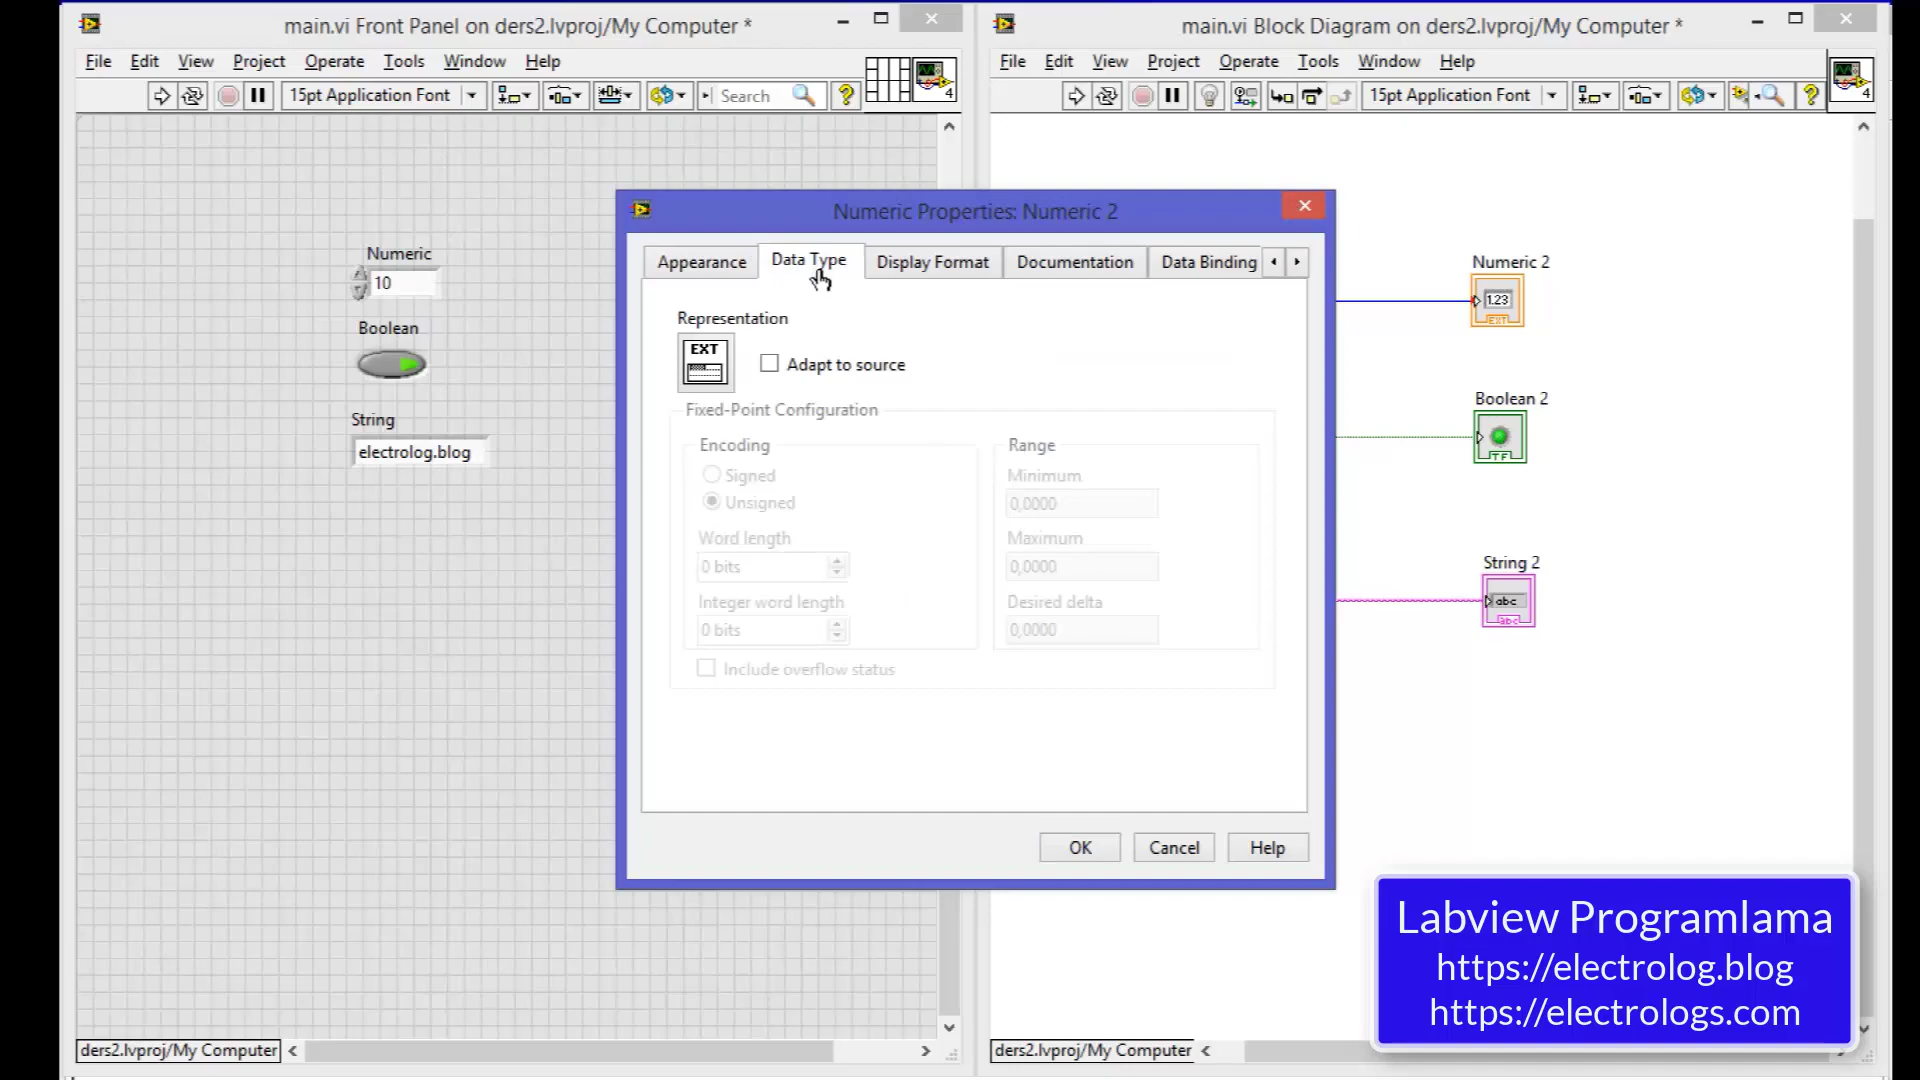 main.vi Front Panel on ders2.lvproj/My Computer *
File Edit View Project Operate Tools Window Help
15pt Application Font
Search
?
4
Numeric
10
Boolean
String
electrolog.blog
ders2.lvproj/My Computer
main.vi Block Diagram on ders2.lvproj/My Computer *
File Edit View Project Operate Tools Window Help
15pt Application Font
?
4
Numeric 2
1.23
EXT
Boolean 2
TF
String 2
abc
abc
ders2.lvproj/My Computer
Numeric Properties: Numeric 2
Appearance Data Type Display Format Documentation Data Binding
Representation
EXT
Adapt to source
Fixed-Point Configuration
Encoding
Signed
Unsigned
Word length
0 bits
Integer word length
0 bits
Include overflow status
Range
Minimum
0,0000
Maximum
0,0000
Desired delta
0,0000
OK Cancel Help
Labview Programlama
https://electrolog.blog
https://electrologs.com